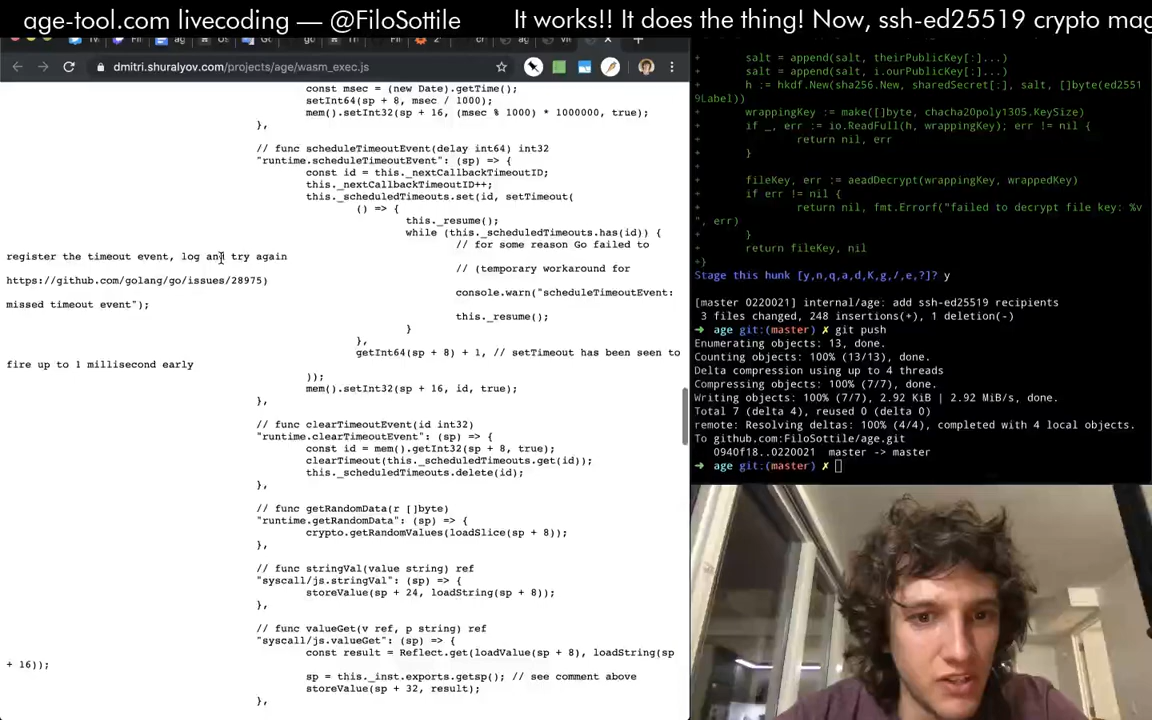 age-tool.com livecoding — @FiloSottile
It works!! It does the thing! Now, ssh-ed25519 crypto mag
dmitri.shuralyov.com/projects/age/wasm_exec.js
const msec = (new Date).getTime();
setInt64(sp + 8, msec / 1000);
mem().setInt32(sp + 16, (msec % 1000) * 1000000, true);
},
// func scheduleTimeoutEvent(delay int64) int32
"runtime.scheduleTimeoutEvent": (sp) => {
const id = this._nextCallbackTimeoutID;
this._nextCallbackTimeoutID++;
this._scheduledTimeouts.set(id, setTimeout(
() => {
this._resume();
while (this._scheduledTimeouts.has(id)) {
// for some reason Go failed to
register the timeout event, log and try again
// (temporary workaround for
https://github.com/golang/go/issues/28975)
console.warn("scheduleTimeoutEvent:
missed timeout event");
this._resume();
}
},
getInt64(sp + 8) + 1, // setTimeout has been seen to
fire up to 1 millisecond early
));
mem().setInt32(sp + 16, id, true);
},
// func clearTimeoutEvent(id int32)
"runtime.clearTimeoutEvent": (sp) => {
const id = mem().getInt32(sp + 8, true);
clearTimeout(this._scheduledTimeouts.get(id));
this._scheduledTimeouts.delete(id);
},
// func getRandomData(r []byte)
"runtime.getRandomData": (sp) => {
crypto.getRandomValues(loadSlice(sp + 8));
},
// func stringVal(value string) ref
"syscall/js.stringVal": (sp) => {
storeValue(sp + 24, loadString(sp + 8));
},
// func valueGet(v ref, p string) ref
"syscall/js.valueGet": (sp) => {
const result = Reflect.get(loadValue(sp + 8), loadString(sp
+ 16));
sp = this._inst.exports.getsp(); // see comment above
storeValue(sp + 32, result);
},
+ salt = append(salt, theirPublicKey[:]...)
+ salt = append(salt, i.ourPublicKey[:]...)
+ h := hkdf.New(sha256.New, sharedSecret[:], salt, []byte(ed2551
9Label))
+ wrappingKey := make([]byte, chacha20poly1305.KeySize)
+ if _, err := io.ReadFull(h, wrappingKey); err != nil {
+ return nil, err
+ }
+
+ fileKey, err := aeadDecrypt(wrappingKey, wrappedKey)
+ if err != nil {
+ return nil, fmt.Errorf("failed to decrypt file key: %v
", err)
+ }
+ return fileKey, nil
+}
Stage this hunk [y,n,q,a,d,K,g,/,e,?]? y
[master 0220021] internal/age: add ssh-ed25519 recipients
3 files changed, 248 insertions(+), 1 deletion(-)
➜ age git:(master) ✗ git push
Enumerating objects: 13, done.
Counting objects: 100% (13/13), done.
Delta compression using up to 4 threads
Compressing objects: 100% (7/7), done.
Writing objects: 100% (7/7), 2.92 KiB | 2.92 MiB/s, done.
Total 7 (delta 4), reused 0 (delta 0)
remote: Resolving deltas: 100% (4/4), completed with 4 local objects.
To github.com:FiloSottile/age.git
0940f18..0220021 master -> master
➜ age git:(master) ✗